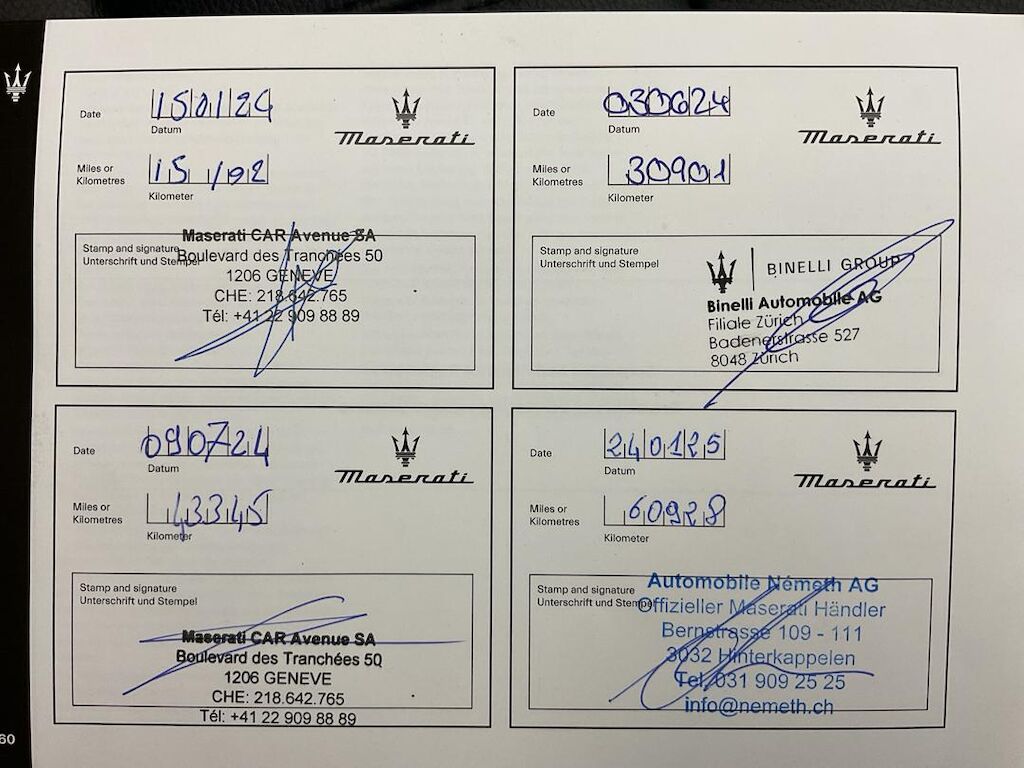 Date
150124
Datum
Maserati
Miles or
Kilometres
Kilometer
Stamp and signature
Unterschrift und Stempel
Maserati CAR Avenue SA
Boulevard des Tranchées 50
1206 GENEVE
CHE: 218.642.765
Tél: +41 22 909 88 89
Date
030624
Datum
Maserati
Miles or
Kilometres
30901
Kilometer
Stamp and signature
Unterschrift und Stempel
BINELLI GROUP
Binelli Automobile AG
Filiale Zürich
Badenerstrasse 527
8048 Zürich
Date
090724
Datum
Maserati
Miles or
Kilometres
43345
Kilometer
Stamp and signature
Unterschrift und Stempel
Maserati CAR Avenue SA
Boulevard des Tranchées 50
1206 GENEVE
CHE: 218.642.765
Tél: +41 22 909 88 89
Date
240125
Datum
Maserati
Miles or
Kilometres
60928
Kilometer
Stamp and signature
Unterschrift und Stempel
Automobile Németh AG
Offizieller Maserati Händler
Bernstrasse 109 - 111
3032 Hinterkappelen
Tel. 031 909 25 25
info@nemeth.ch
60